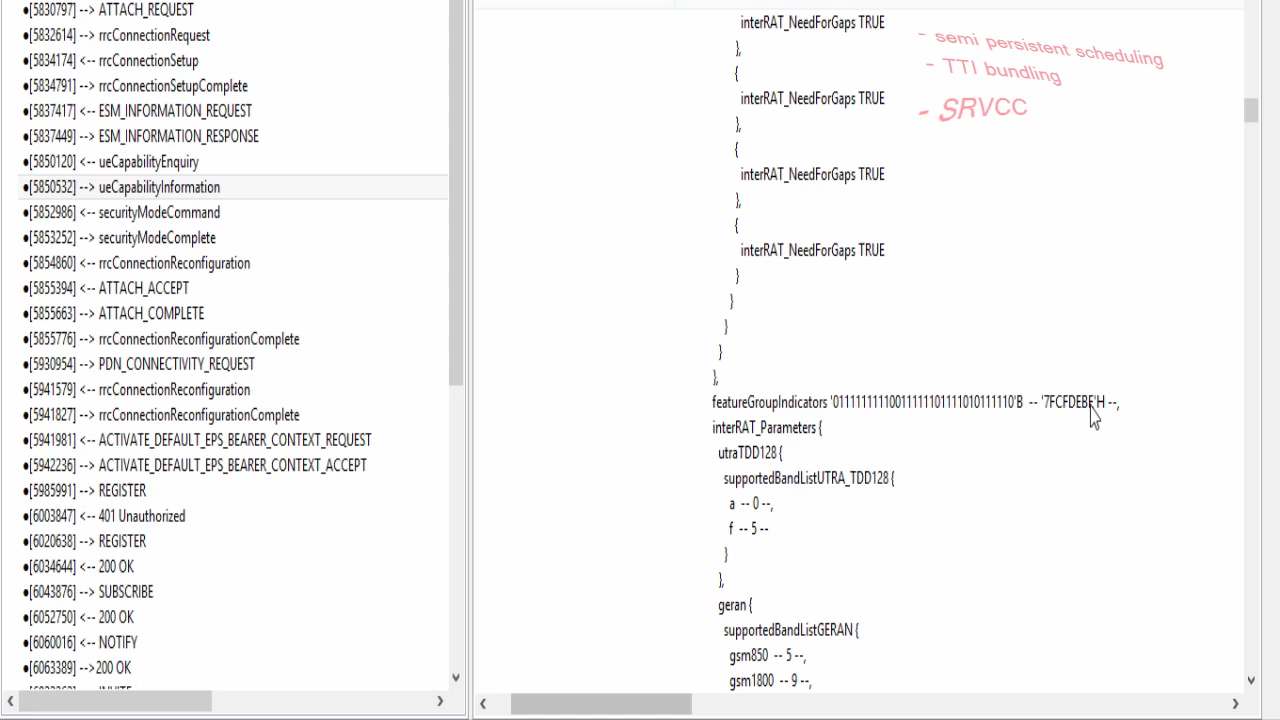 ●[5830797] --> ATTACH_REQUEST
●[5832614] --> rrcConnectionRequest
●[5834174] <-- rrcConnectionSetup
●[5834791] --> rrcConnectionSetupComplete
●[5837417] <-- ESM_INFORMATION_REQUEST
●[5837449] --> ESM_INFORMATION_RESPONSE
●[5850120] <-- ueCapabilityEnquiry
●[5850532] --> ueCapabilityInformation
●[5852986] <-- securityModeCommand
●[5853252] --> securityModeComplete
●[5854860] <-- rrcConnectionReconfiguration
●[5855394] <-- ATTACH_ACCEPT
●[5855663] --> ATTACH_COMPLETE
●[5855776] --> rrcConnectionReconfigurationComplete
●[5930954] --> PDN_CONNECTIVITY_REQUEST
●[5941579] <-- rrcConnectionReconfiguration
●[5941827] --> rrcConnectionReconfigurationComplete
●[5941981] <-- ACTIVATE_DEFAULT_EPS_BEARER_CONTEXT_REQUEST
●[5942236] --> ACTIVATE_DEFAULT_EPS_BEARER_CONTEXT_ACCEPT
●[5985991] --> REGISTER
●[6003847] <-- 401 Unauthorized
●[6020638] --> REGISTER
●[6034644] <-- 200 OK
●[6043876] --> SUBSCRIBE
●[6052750] <-- 200 OK
●[6060016] <-- NOTIFY
●[6063389] -->200 OK
interRAT_NeedForGaps TRUE
},
{
interRAT_NeedForGaps TRUE
},
{
interRAT_NeedForGaps TRUE
},
{
interRAT_NeedForGaps TRUE
}
}
}
}
},
featureGroupIndicators '01111111110011111101111010111110'B -- '7FCFDEBE'H --,
interRAT_Parameters {
utraTDD128 {
supportedBandListUTRA_TDD128 {
a -- 0 --,
f -- 5 --
}
},
geran {
supportedBandListGERAN {
gsm850 -- 5 --,
gsm1800 -- 9 --,
- semi persistent scheduling
- TTI bundling
- SRVCC